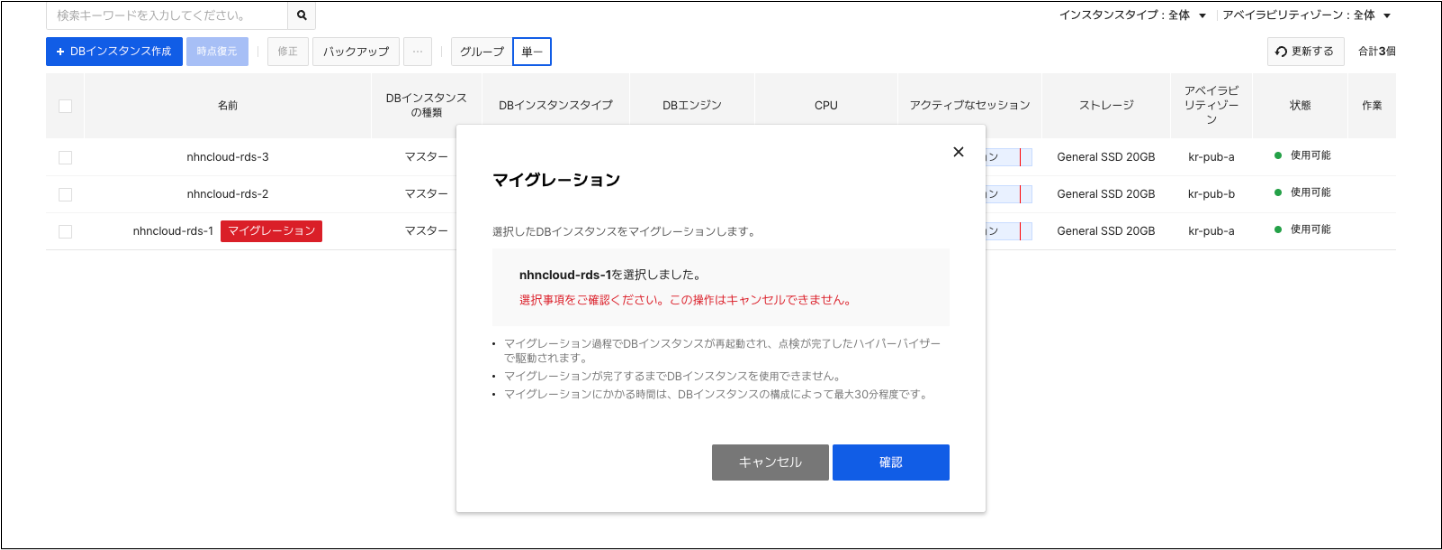 検索キーワードを入力してください。
インスタンスタイプ : 全体
アベイラビリティゾーン : 全体
+ DBインスタンス作成
時点復元
修正
バックアップ
...
グループ
単一
更新する
合計3個
名前
DBインスタンス
の種類
DBインスタンスタイプ
DBエンジン
CPU
アクティブなセッション
ストレージ
アベイラビ
リティゾー
ン
状態
作業
nhncloud-rds-3
マスター
ン
General SSD 20GB
kr-pub-a
使用可能
nhncloud-rds-2
マスター
ン
General SSD 20GB
kr-pub-b
使用可能
nhncloud-rds-1
マイグレーション
マスター
ン
General SSD 20GB
kr-pub-a
使用可能
マイグレーション
選択したDBインスタンスをマイグレーションします。
nhncloud-rds-1を選択しました。
選択事項をご確認ください。この操作はキャンセルできません。
• マイグレーション過程でDBインスタンスが再起動され、点検が完了したハイパーバイザー
で駆動されます。
• マイグレーションが完了するまでDBインスタンスを使用できません。
• マイグレーションにかかる時間は、DBインスタンスの構成によって最大30分程度です。
キャンセル
確認